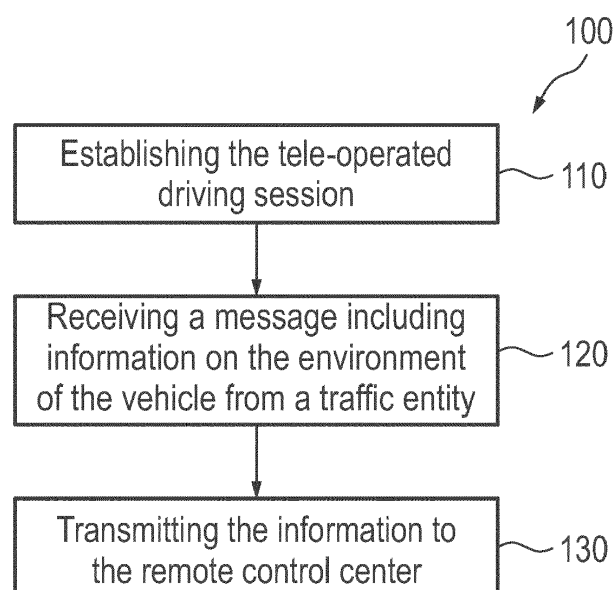 100
Establishing the tele-operated
driving session
110
Receiving a message including
information on the environment
of the vehicle from a traffic entity
120
Transmitting the information to
the remote control center
130